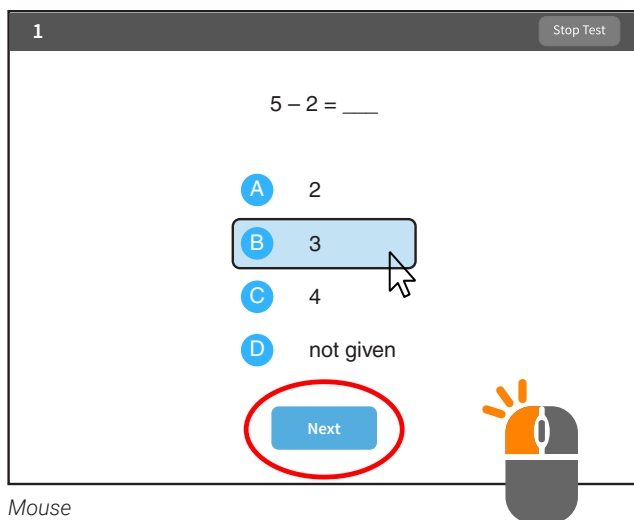 1 Stop Test
5 – 2 = ___
A 2
B 3
C 4
D not given
Next
Mouse